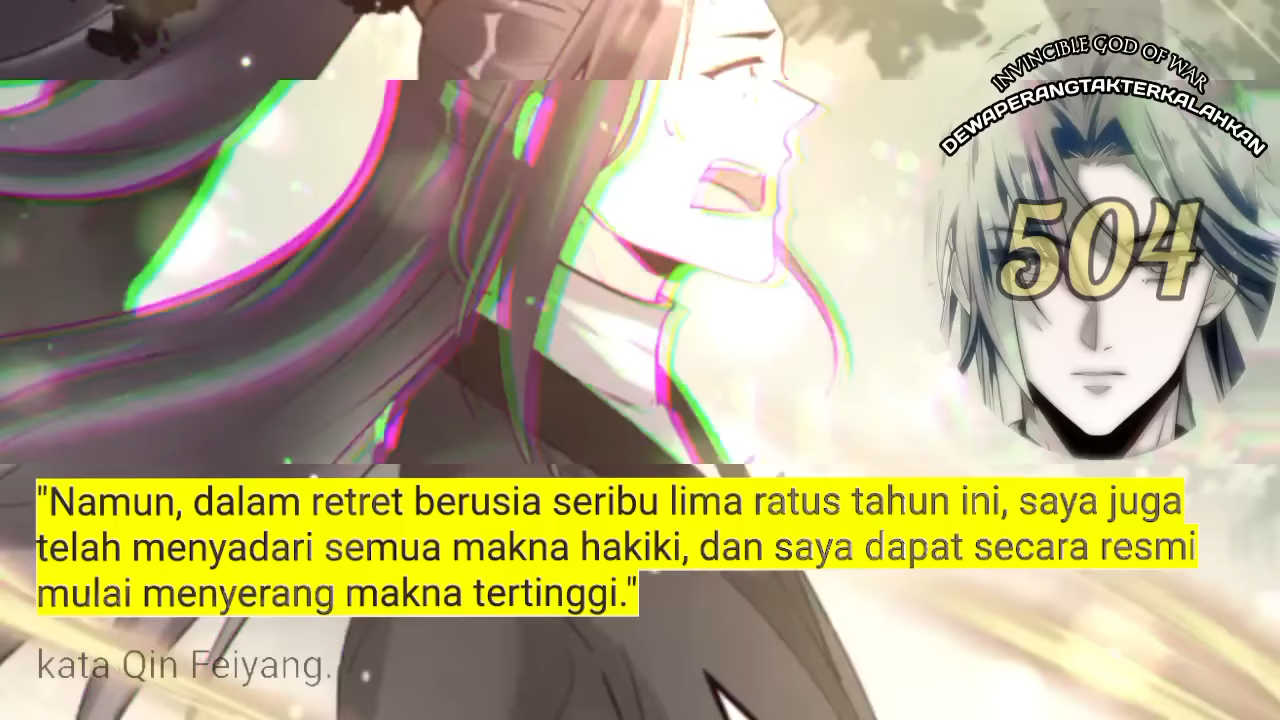 INVINCIBLE GOD OF WAR
DEWAPERANGTAKTERKALAHKAN
504
"Namun, dalam retret berusia seribu lima ratus tahun ini, saya juga
telah menyadari semua makna hakiki, dan saya dapat secara resmi
mulai menyerang makna tertinggi."
kata Qin Feiyang.